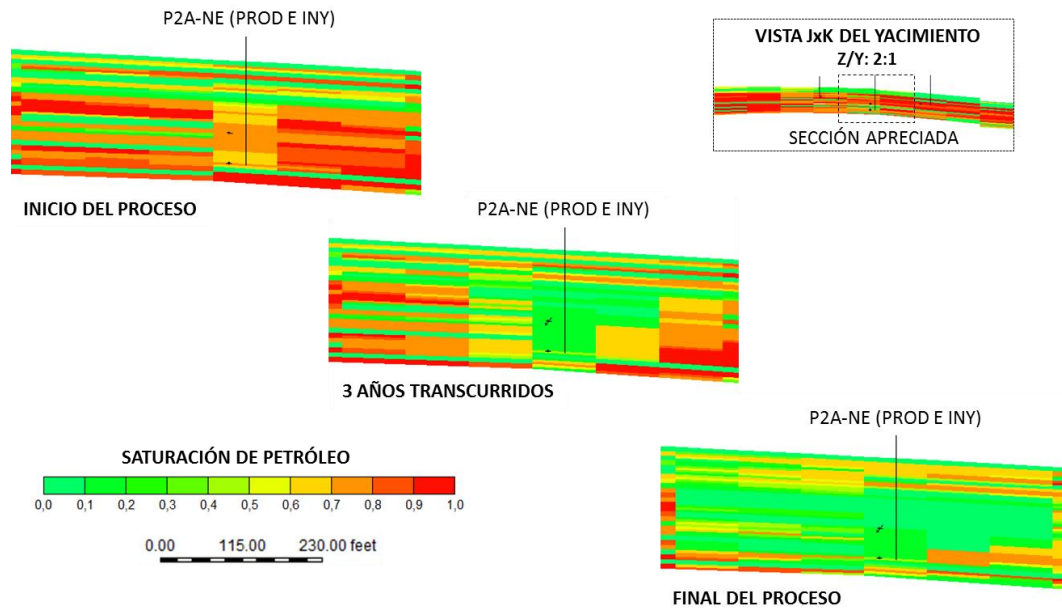 P2A-NE (PROD E INY)
VISTA JxK DEL YACIMIENTO
Z/Y: 2:1
SECCIÓN APRECIADA
INICIO DEL PROCESO
P2A-NE (PROD E INY)
3 AÑOS TRANSCURRIDOS
P2A-NE (PROD E INY)
SATURACIÓN DE PETRÓLEO
0,0 0,1 0,2 0,3 0,4 0,5 0,6 0,7 0,8 0,9 1,0
0.00 115.00 230.00 feet
FINAL DEL PROCESO